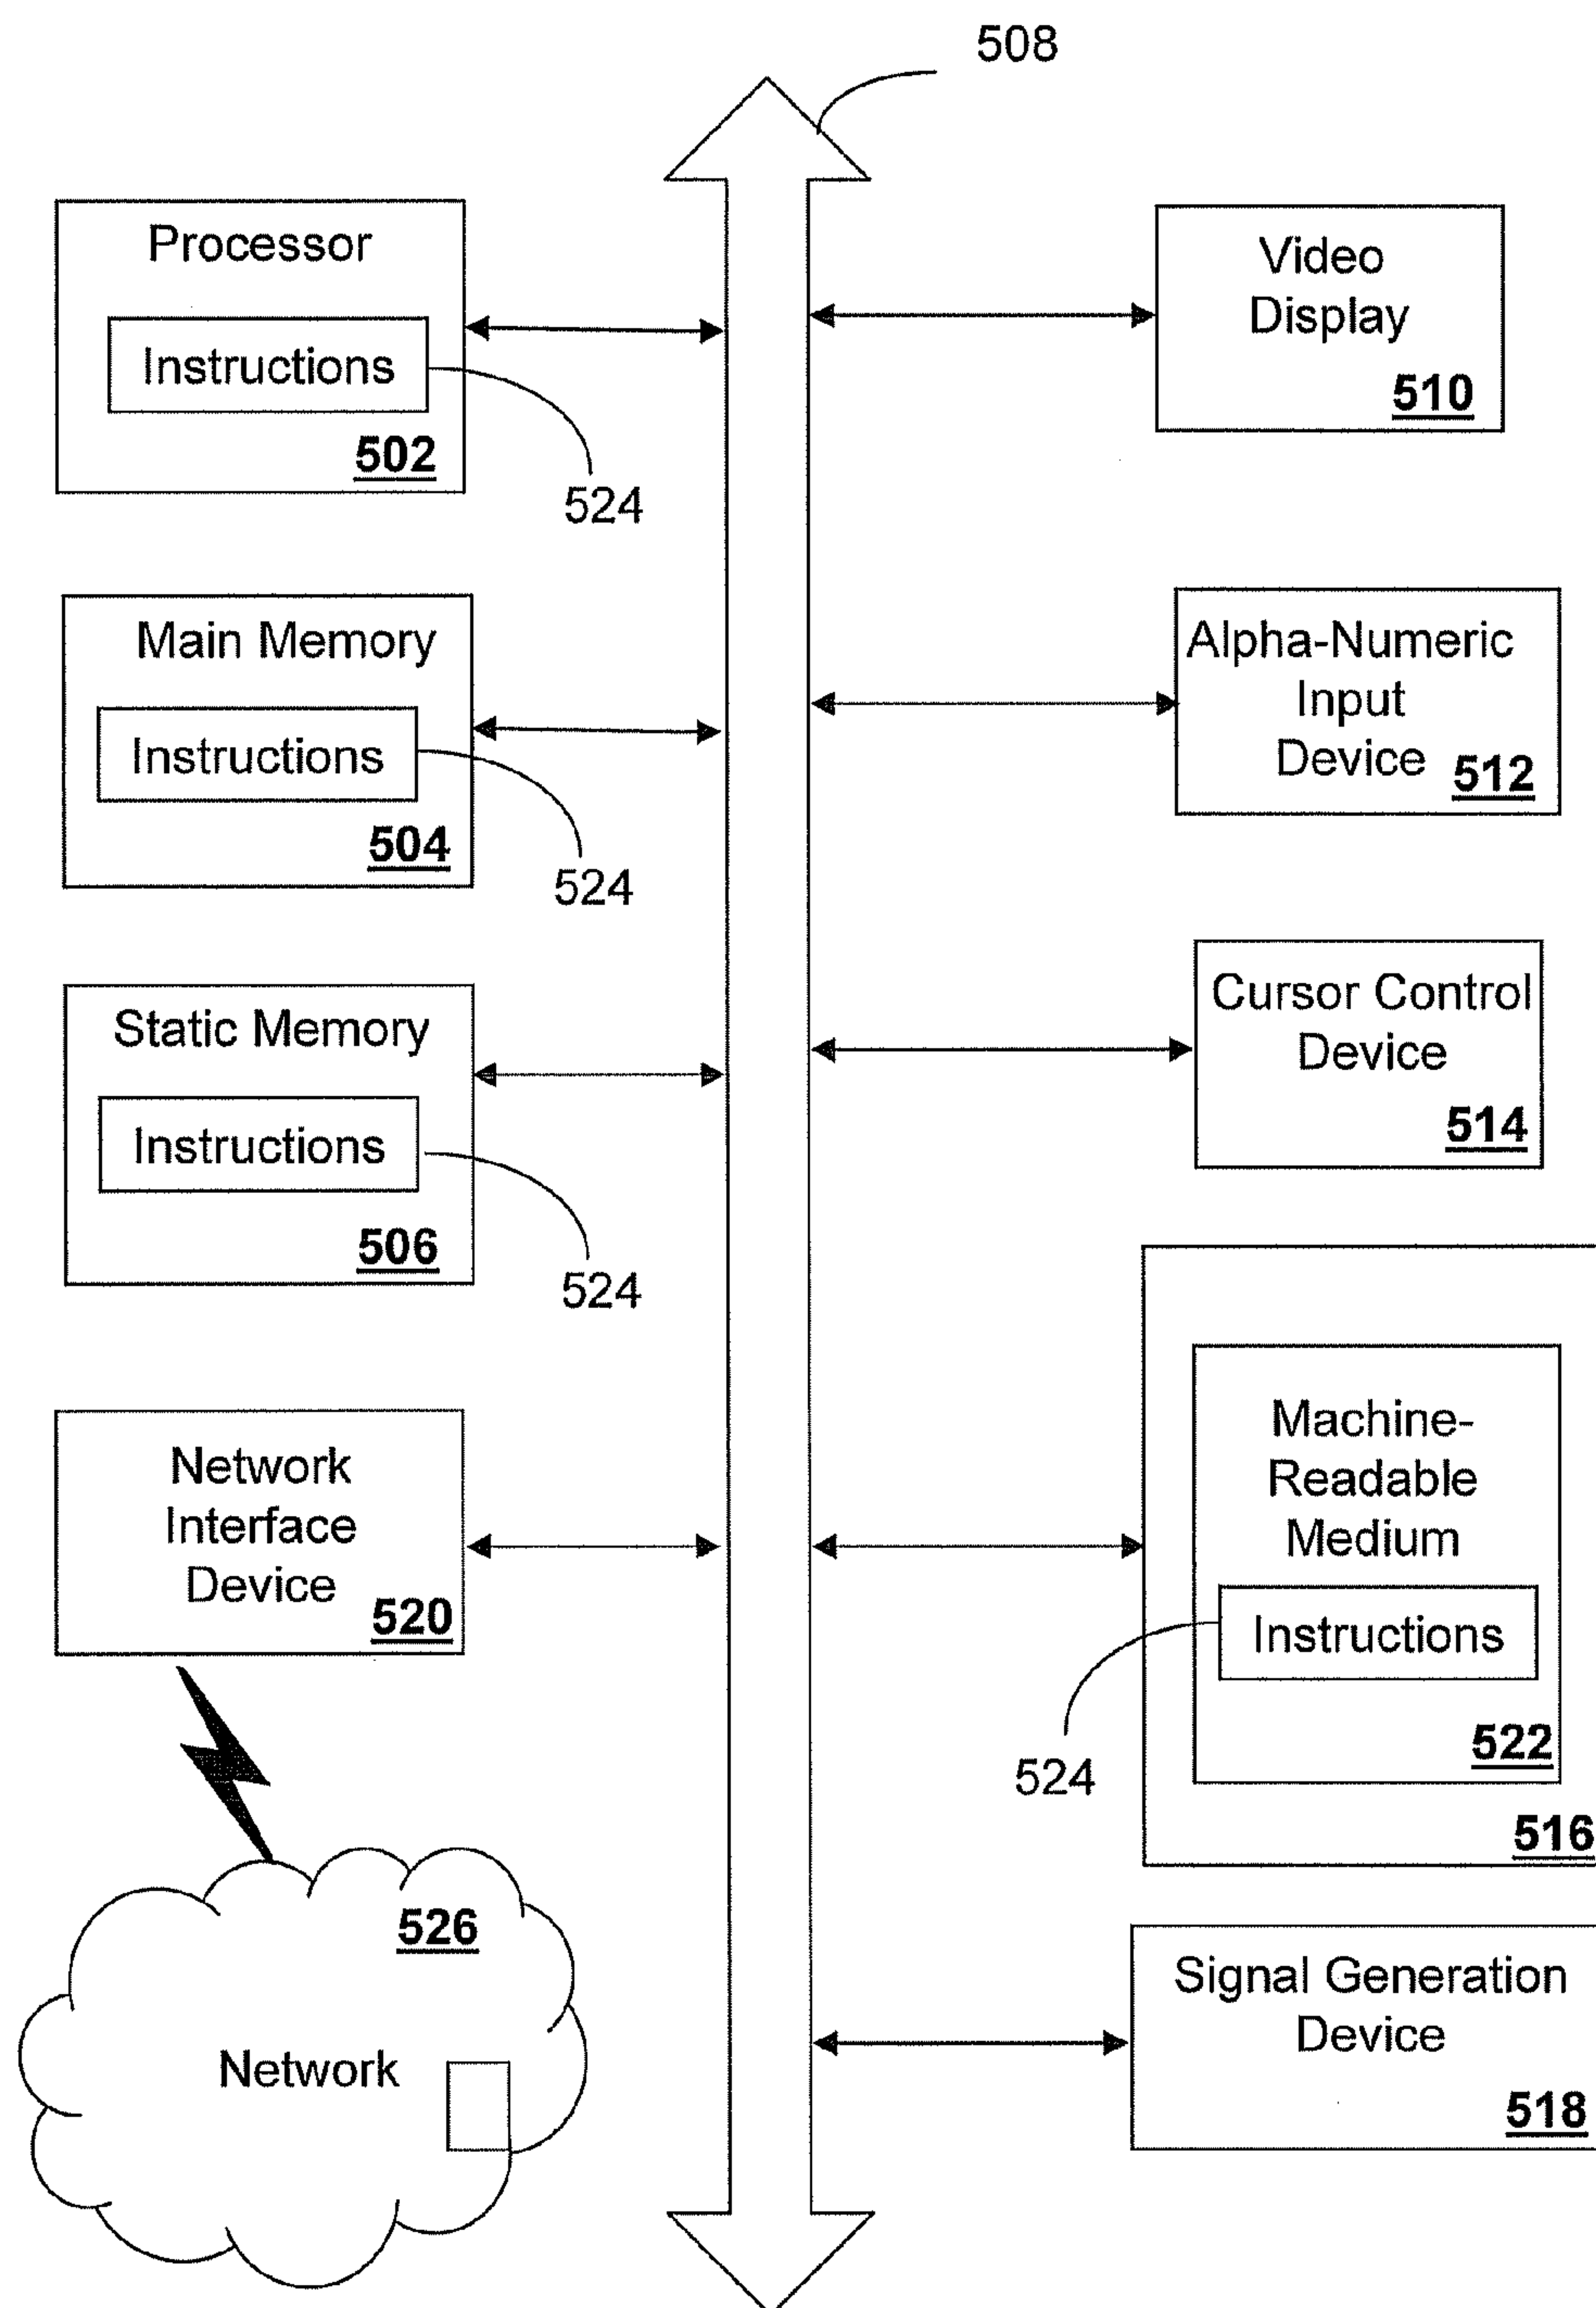 508
Processor
Instructions
502
524
Main Memory
Instructions
504
524
Static Memory
Instructions
506
524
Network
Interface
Device
520
526
Network
Video
Display
510
Alpha-Numeric
Input
Device
512
Cursor Control
Device
514
Machine-
Readable
Medium
Instructions
524
522
516
Signal Generation
Device
518